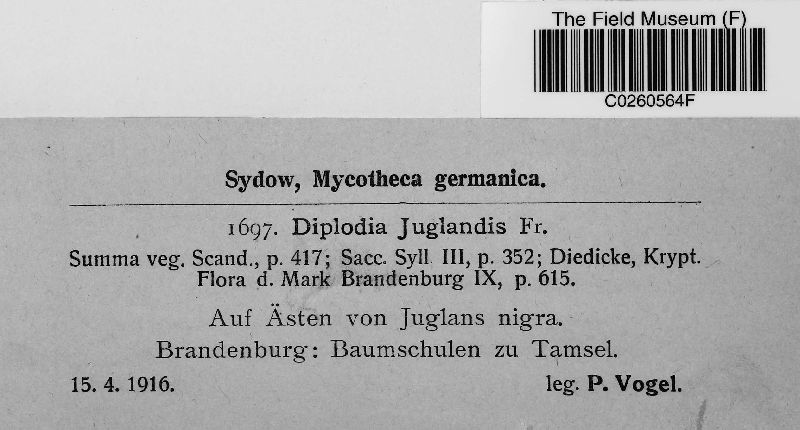 The Field Museum (F)
C0260564F
Sydow, Mycotheca germanica.
1697. Diplodia Juglandis Fr.
Summa veg. Scand., p. 417; Sacc. Syll III, p. 352; Diedicke, Krypt.
Flora d. Mark Brandenburg IX, p. 615.
Auf Ästen von Juglans nigra.
Brandenburg: Baumschulen zu Tamsel.
15. 4. 1916. leg. P. Vogel.